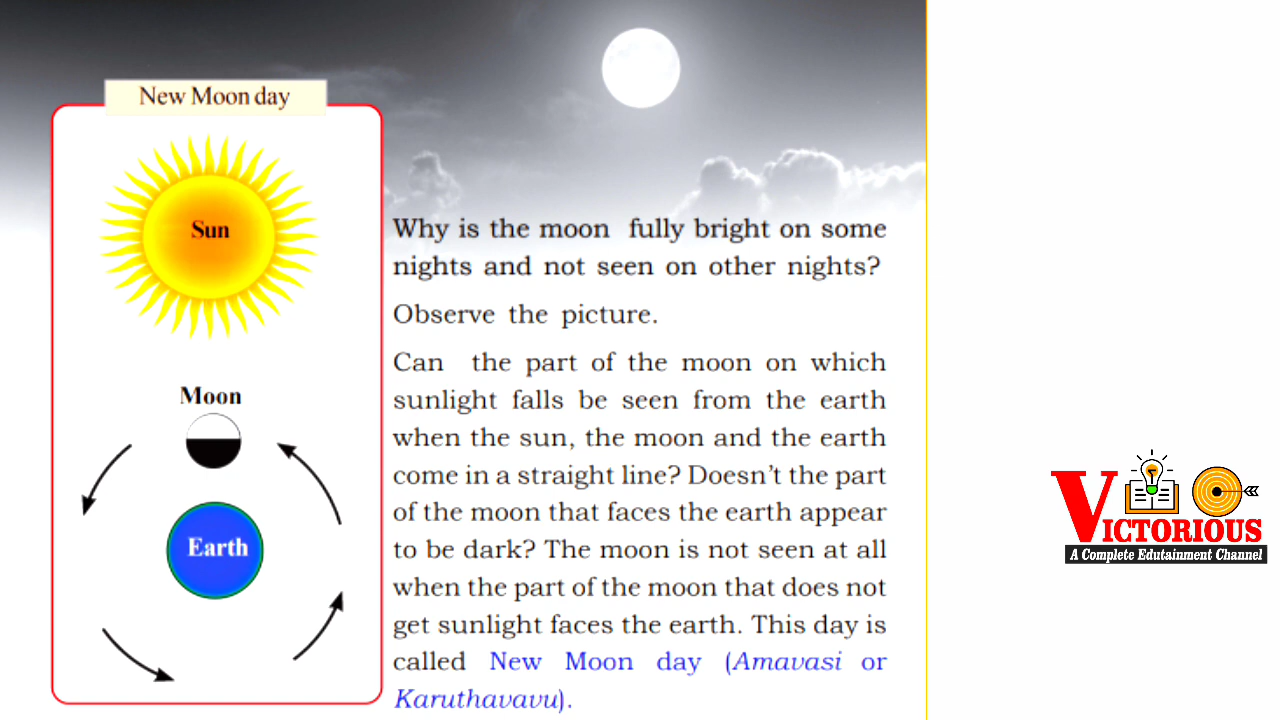 New Moon day
Sun
Moon
Earth
Why is the moon fully bright on some
nights and not seen on other nights?
Observe the picture.
Can the part of the moon on which
sunlight falls be seen from the earth
when the sun, the moon and the earth
come in a straight line? Doesn't the part
of the moon that faces the earth appear
to be dark? The moon is not seen at all
when the part of the moon that does not
get sunlight faces the earth. This day is
called New Moon day (Amavasi or
Karuthavavu).
VICTORIOUS
A Complete Edutainment Channel